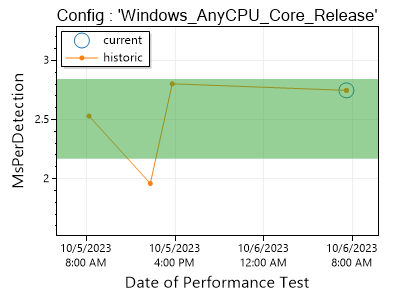 Config : 'Windows_AnyCPU_Core_Release'
current
historic
MsPerDetection
3
2.5
2
10/5/2023 8:00 AM
10/5/2023 4:00 PM
10/6/2023 12:00 AM
10/6/2023 8:00 AM
Date of Performance Test